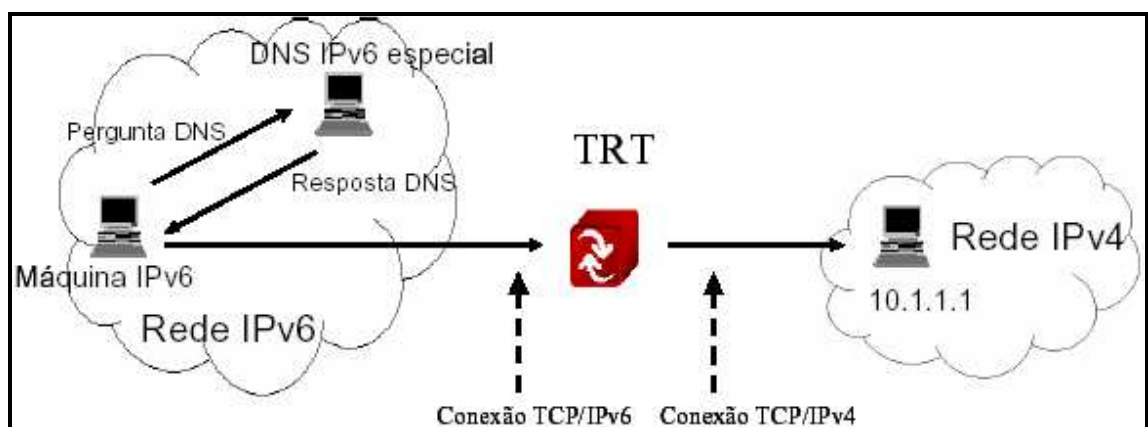 DNS IPv6 especial
Pergunta DNS
Resposta DNS
Máquina IPv6
Rede IPv6
TRT
Rede IPv4
10.1.1.1
Conexão TCP/IPv6
Conexão TCP/IPv4